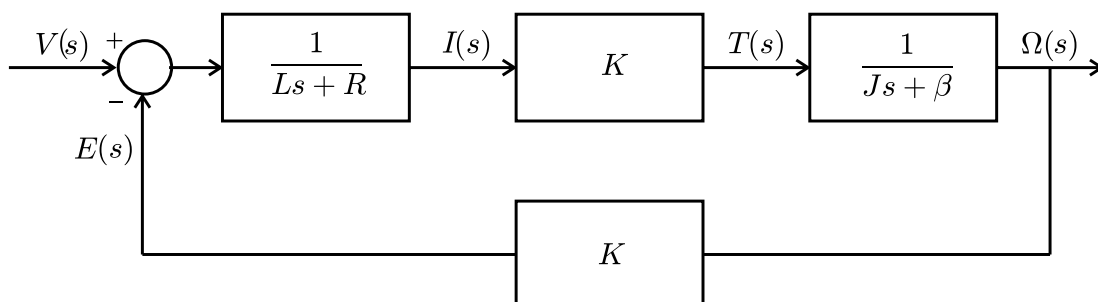 V(s)
+
−
1
Ls + R
I(s)
K
T(s)
1
Js + β
Ω(s)
E(s)
K